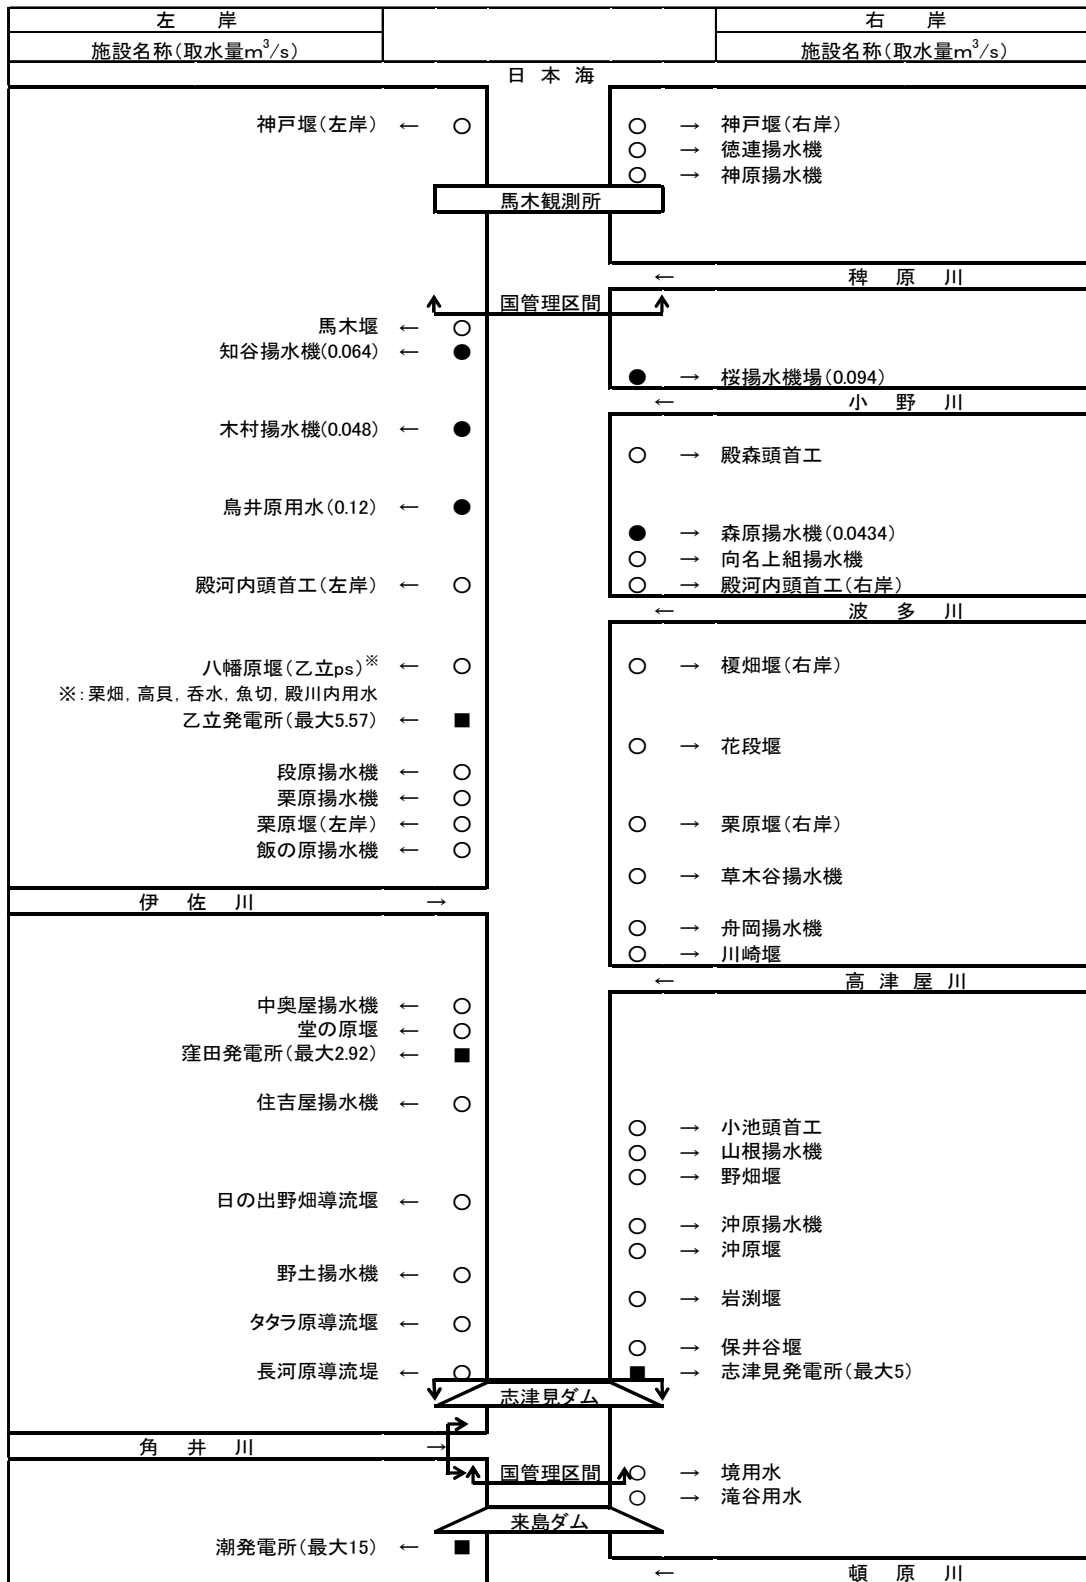 左 岸 右 岸
施設名称(取水量m³/s) 施設名称(取水量m³/s)
日 本 海
神戸堰(左岸) ← ○ ○ → 神戸堰(右岸)
○ → 徳連揚水機
○ → 神原揚水機
馬木観測所
← 稗 原 川
国管理区間
馬木堰 ← ○
知谷揚水機(0.064) ← ●
● → 桜揚水機場(0.094)
← 小 野 川
木村揚水機(0.048) ← ●
○ → 殿森頭首工
鳥井原用水(0.12) ← ●
● → 森原揚水機(0.0434)
○ → 向名上組揚水機
殿河内頭首工(左岸) ← ○ ○ → 殿河内頭首工(右岸)
← 波 多 川
八幡原堰(乙立ps)※ ← ○ ○ → 榎畑堰(右岸)
※:栗畑, 高貝, 呑水, 魚切, 殿川内用水
乙立発電所(最大5.57) ← ■
○ → 花段堰
段原揚水機 ← ○
栗原揚水機 ← ○
栗原堰(左岸) ← ○ ○ → 栗原堰(右岸)
飯の原揚水機 ← ○
○ → 草木谷揚水機
伊 佐 川 →
○ → 舟岡揚水機
○ → 川崎堰
← 高 津 屋 川
中奥屋揚水機 ← ○
堂の原堰 ← ○
窪田発電所(最大2.92) ← ■
住吉屋揚水機 ← ○
○ → 小池頭首工
○ → 山根揚水機
○ → 野畑堰
日の出野畑導流堰 ← ○
○ → 沖原揚水機
○ → 沖原堰
野土揚水機 ← ○
○ → 岩渕堰
タタラ原導流堰 ← ○
○ → 保井谷堰
長河原導流堤 ← ○ ■ → 志津見発電所(最大5)
志津見ダム
角 井 川 →
国管理区間 ○ → 境用水
○ → 滝谷用水
来島ダム
潮発電所(最大15) ← ■
← 頓 原 川